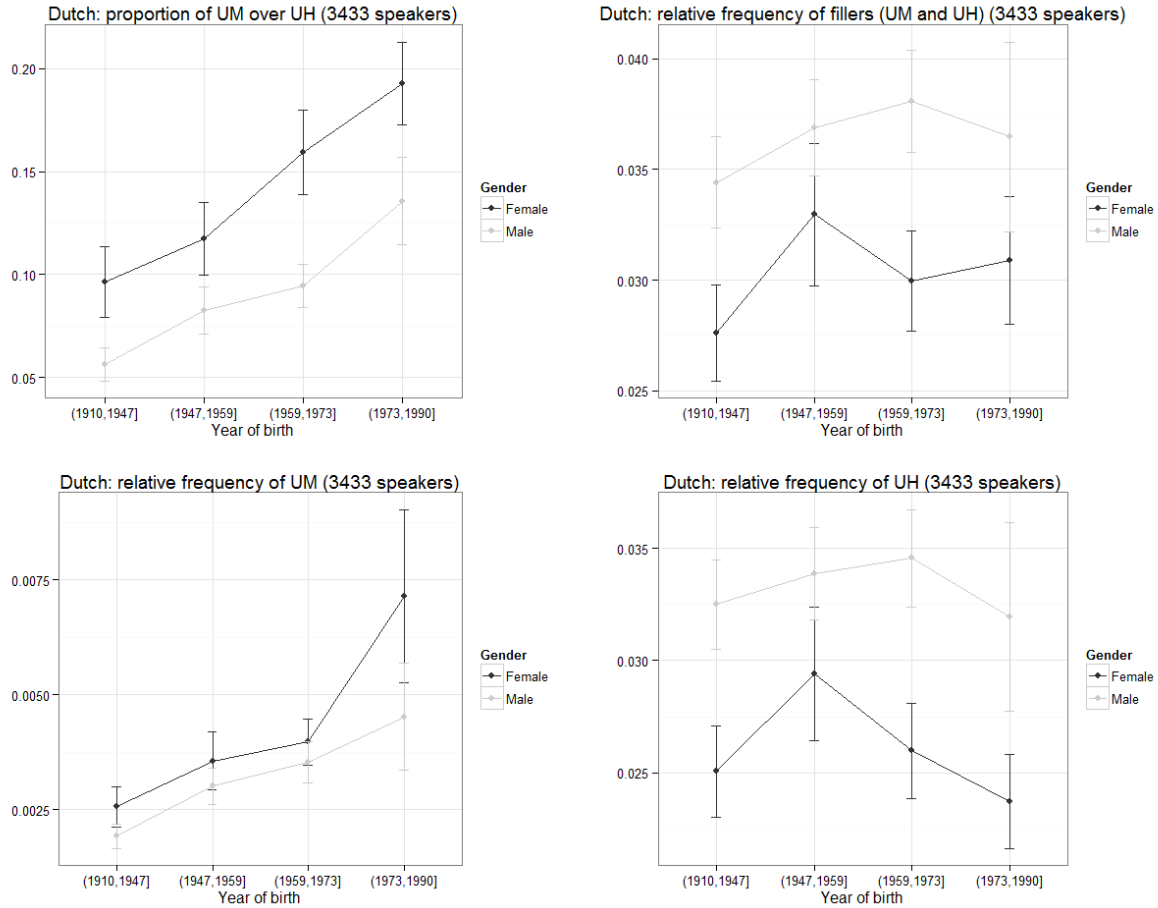 Dutch: proportion of UM over UH (3433 speakers)
0.20
0.15
0.10
0.05
(1910,1947]
(1947,1959]
(1959,1973]
(1973,1990]
Year of birth
Gender
Female
Male
Dutch: relative frequency of fillers (UM and UH) (3433 speakers)
0.040
0.035
0.030
0.025
(1910,1947]
(1947,1959]
(1959,1973]
(1973,1990]
Year of birth
Gender
Female
Male
Dutch: relative frequency of UM (3433 speakers)
0.0075
0.0050
0.0025
(1910,1947]
(1947,1959]
(1959,1973]
(1973,1990]
Year of birth
Gender
Female
Male
Dutch: relative frequency of UH (3433 speakers)
0.035
0.030
0.025
(1910,1947]
(1947,1959]
(1959,1973]
(1973,1990]
Year of birth
Gender
Female
Male